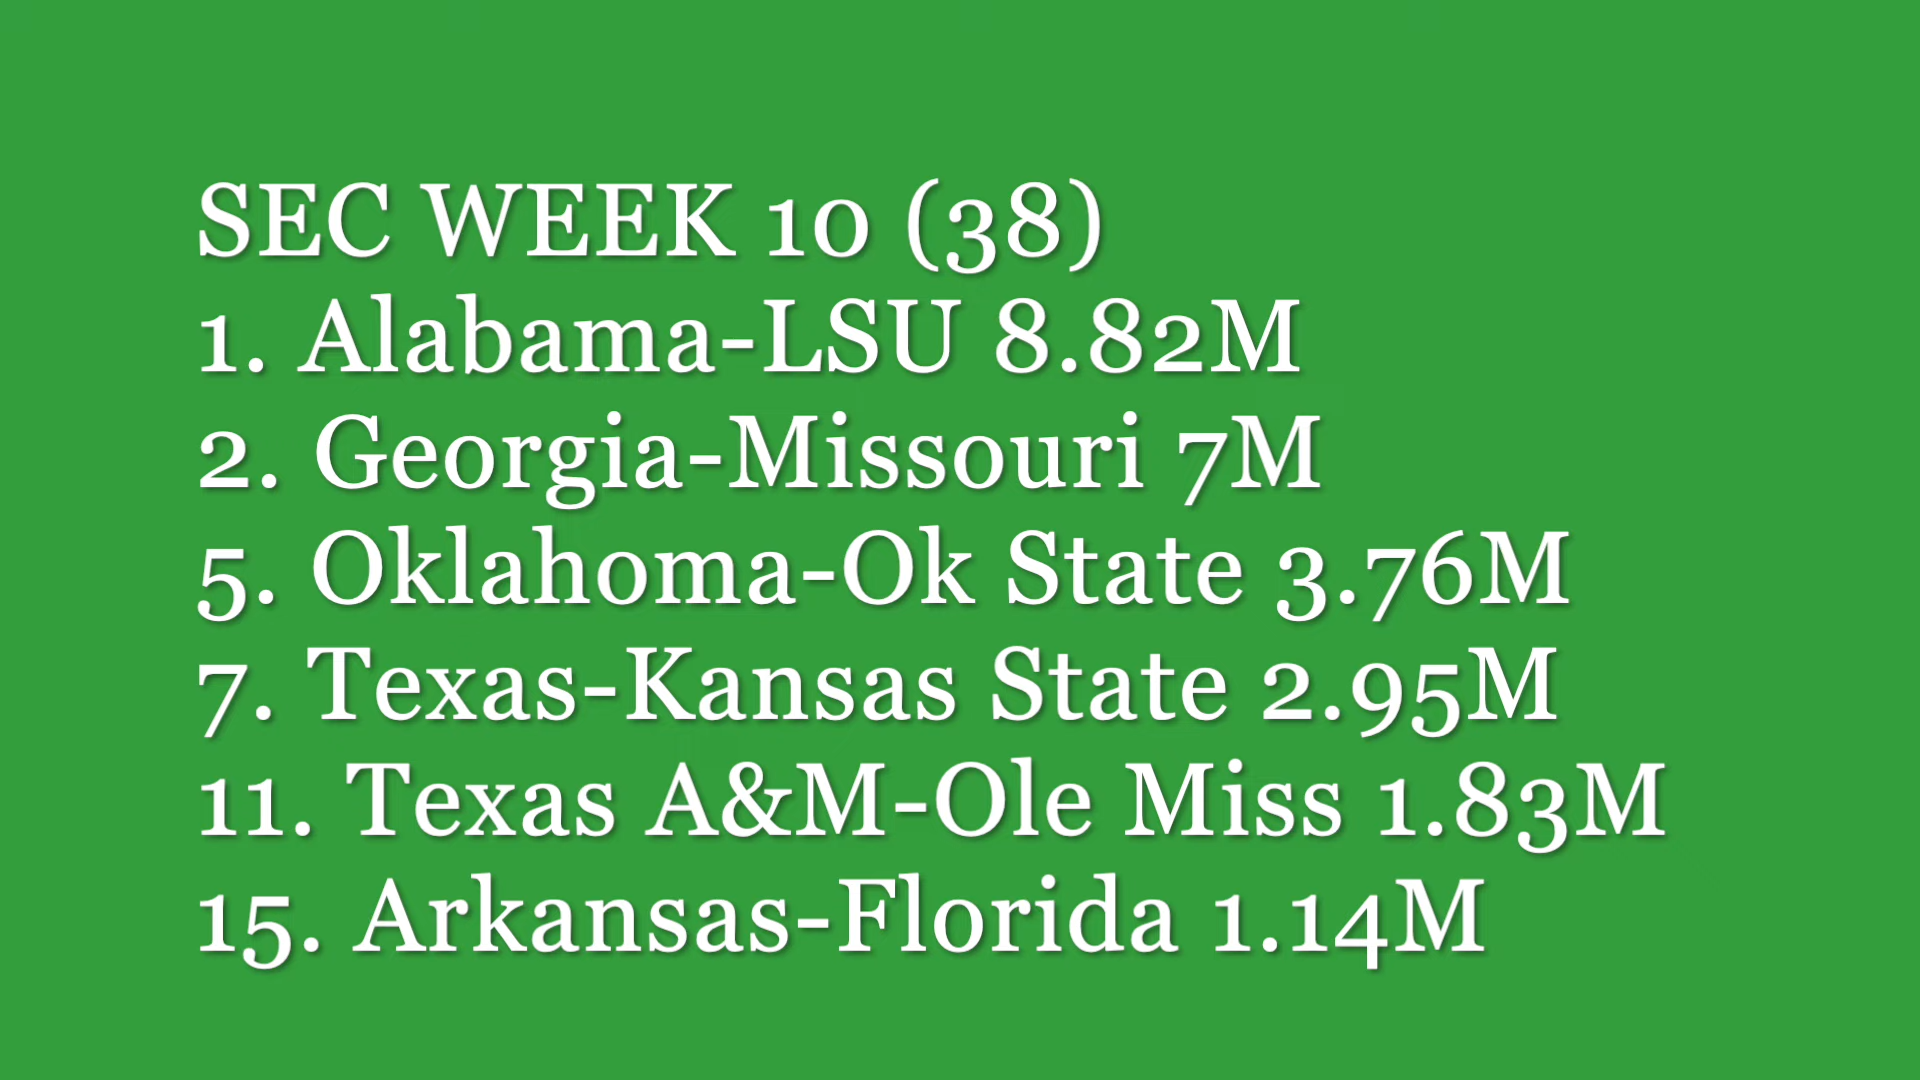 SEC WEEK 10 (38)
1. Alabama-LSU 8.82M
2. Georgia-Missouri 7M
5. Oklahoma-Ok State 3.76M
7. Texas-Kansas State 2.95M
11. Texas A&M-Ole Miss 1.83M
15. Arkansas-Florida 1.14M